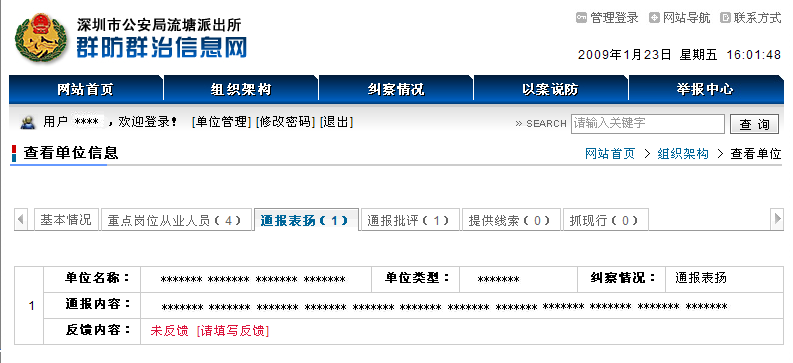 深圳市公安局流塘派出所
群防群治信息网
管理登录 网站导航 联系方式
2009年1月23日 星期五 16:01:48
网站首页 组织架构 纠察情况 以案说防 举报中心
用户 **** ，欢迎登录！ [单位管理] [修改密码] [退出]
» SEARCH 请输入关键字 查 询
查看单位信息
网站首页 > 组织架构 > 查看单位
基本情况 重点岗位从业人员（4） 通报表扬（1） 通报批评（1） 提供线索（0） 抓现行（0）
单位名称： ******* ******* ******* ******* 单位类型： ******* 纠察情况： 通报表扬
1 通报内容： ******* ******* ******* ******* ******* ******* ******* ******* ******* ******* ******* *******
反馈内容： 未反馈 [请填写反馈]